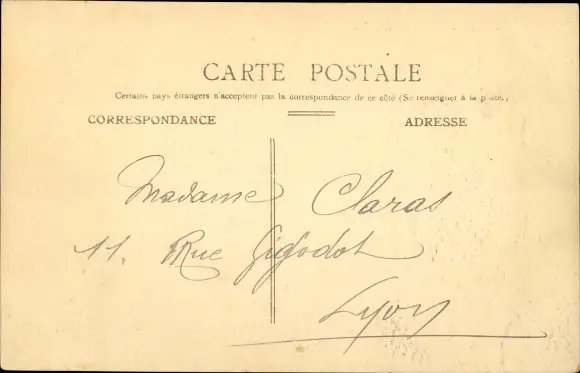 CARTE POSTALE
Certains pays étrangers n'acceptent pas la correspondance de ce côté (Se renseigner à la poste.)
CORRESPONDANCE
ADRESSE
Madame Claras
11. Rue Gigodot
Lyon